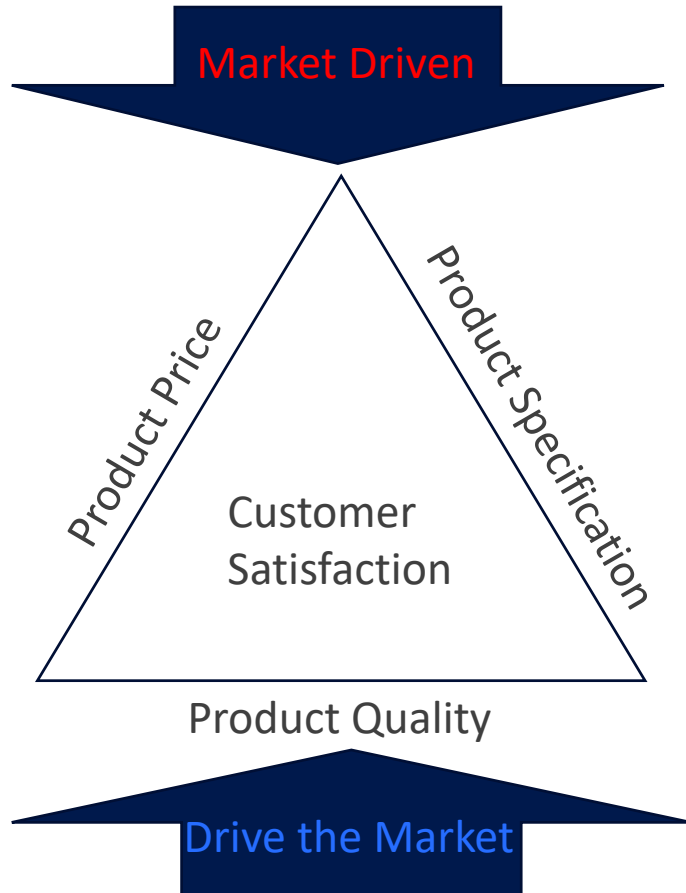 Market Driven
Product Price
Product Specification
Customer
Satisfaction
Product Quality
Drive the Market